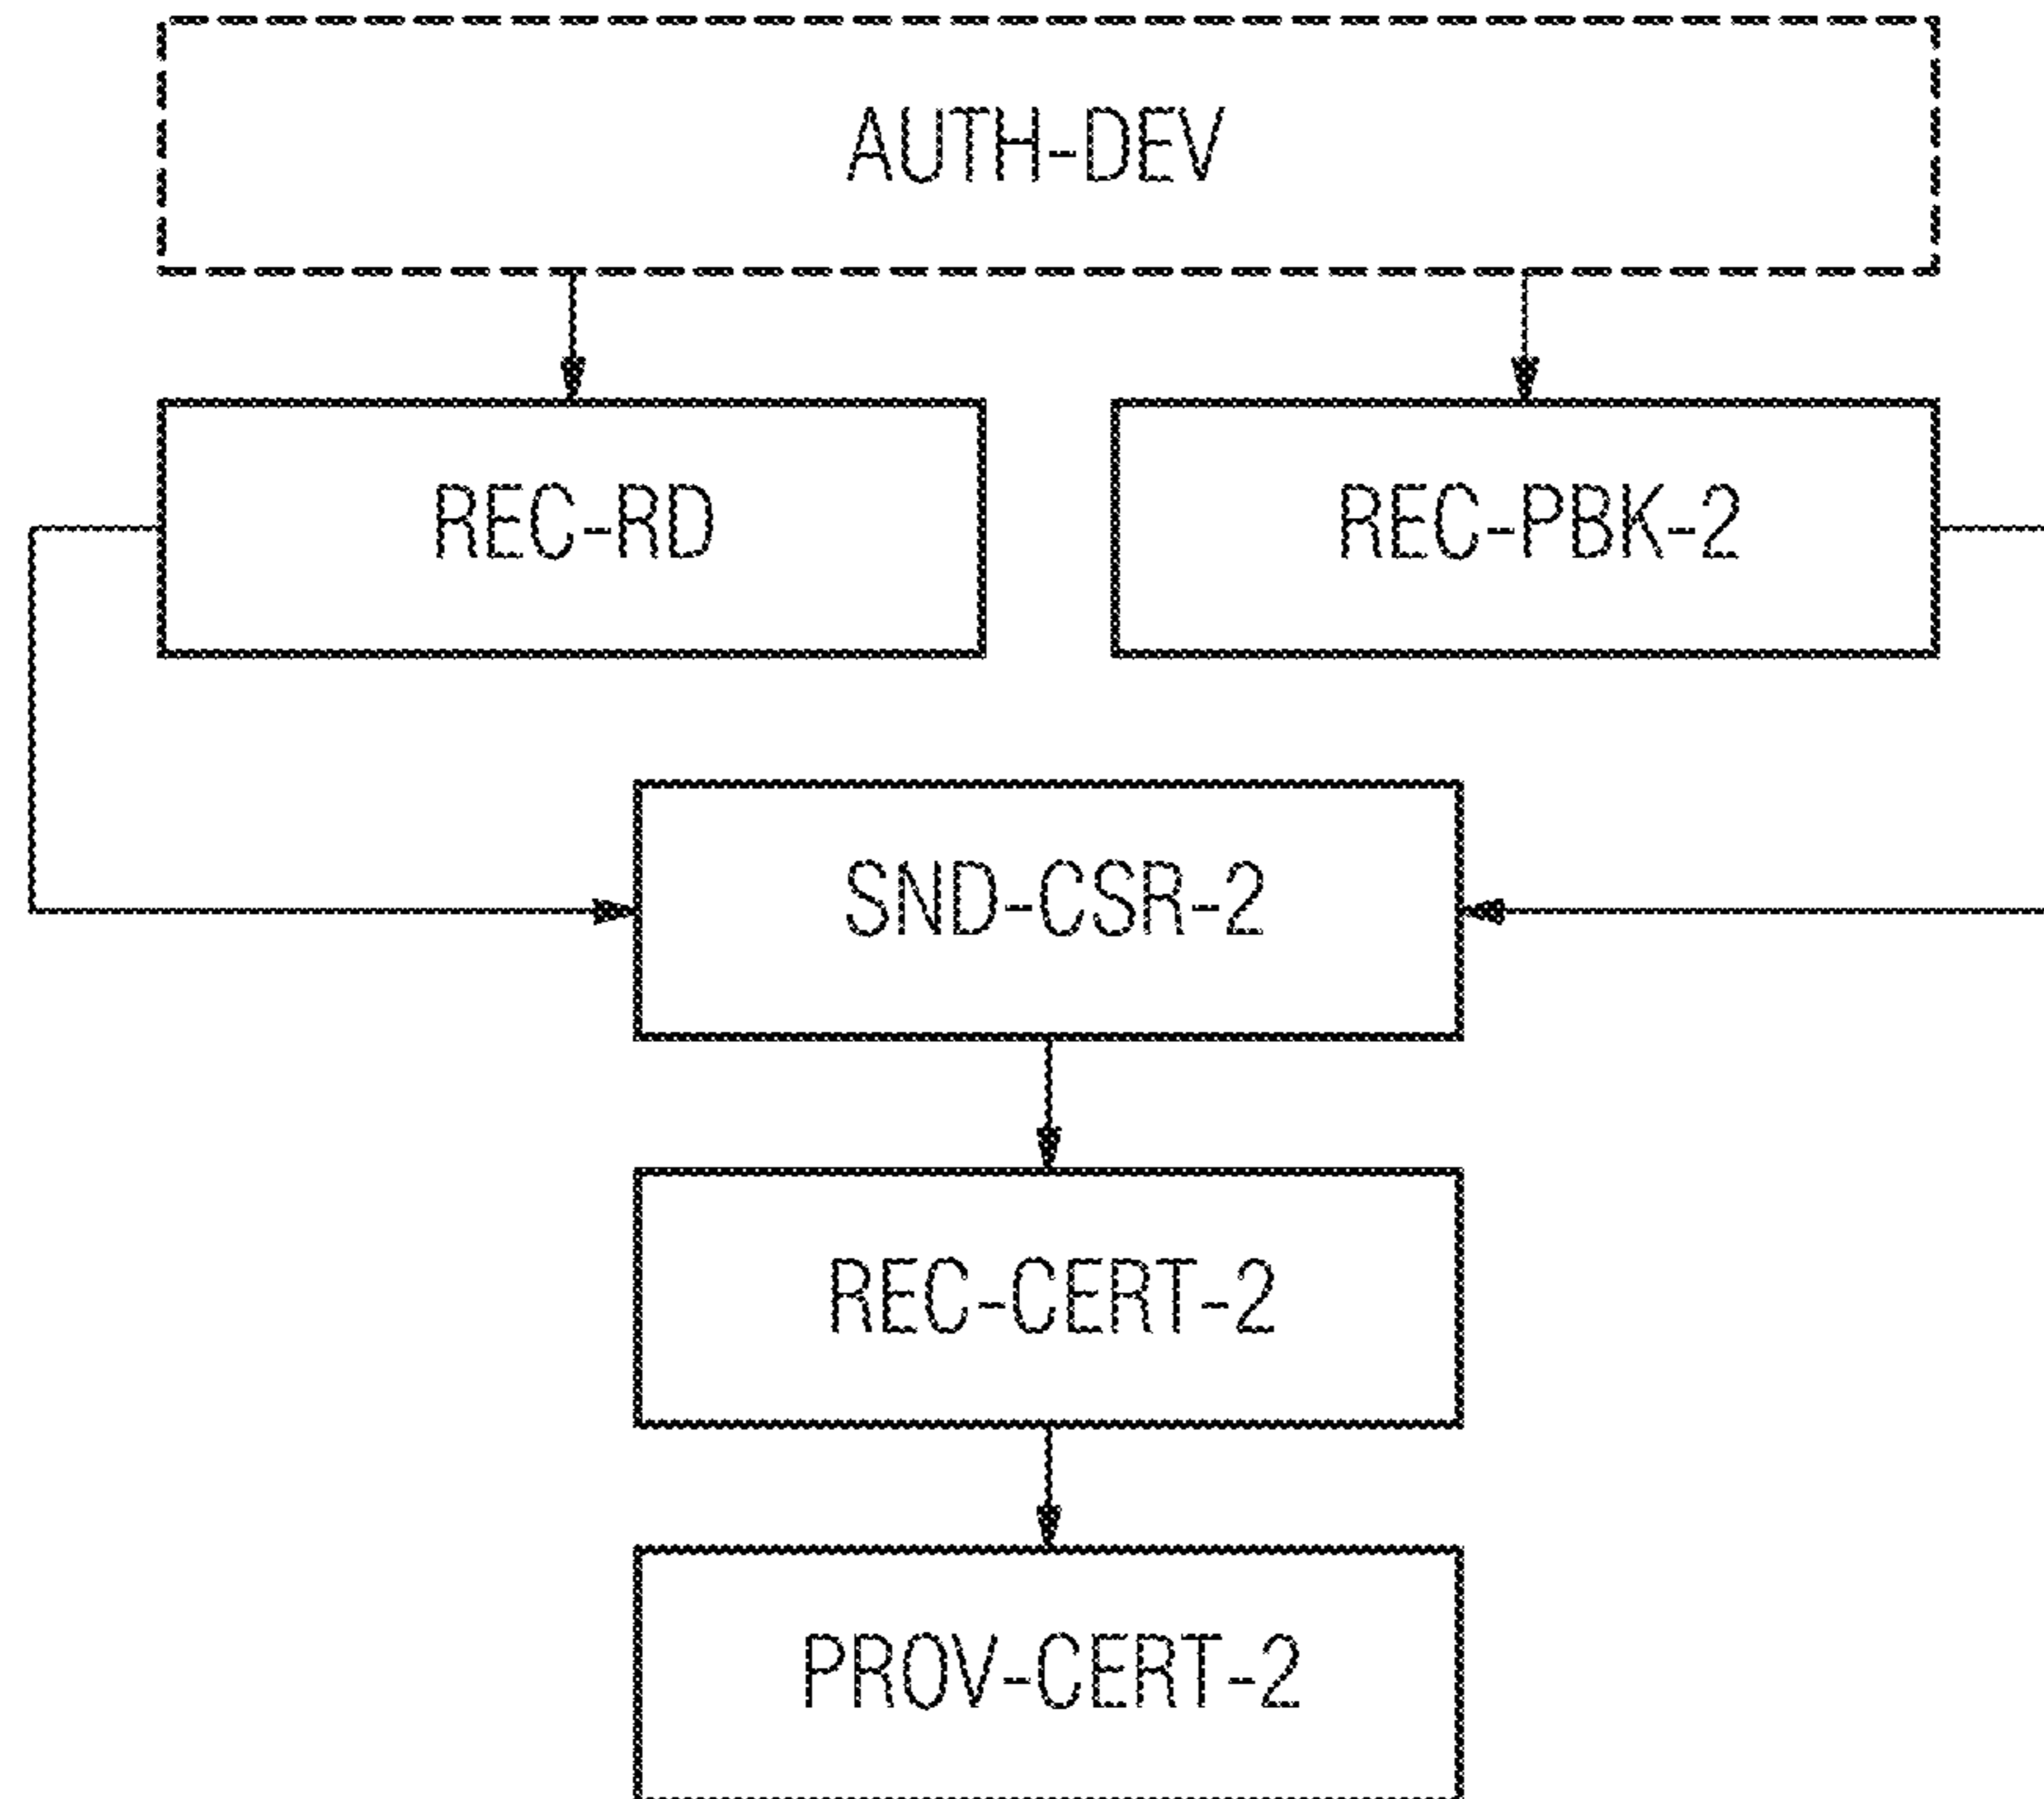 AUTH-DEV
REC-RD
REC-PBK-2
SND-CSR-2
REC-CERT-2
PROV-CERT-2